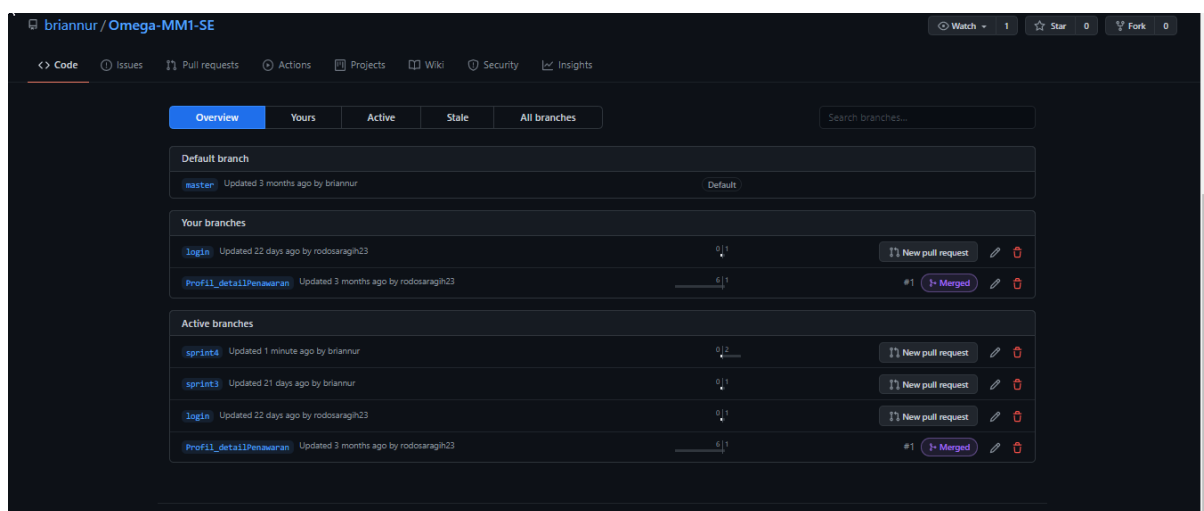 briannur / Omega-MM1-SE Watch 1 Star 0 Fork 0
Code Issues Pull requests Actions Projects Wiki Security Insights
Overview Yours Active Stale All branches Search branches...
Default branch
master Updated 3 months ago by briannur Default
Your branches
login Updated 22 days ago by rodosaragih23 0|1 New pull request
Profil_detailPenawaran Updated 3 months ago by rodosaragih23 6|1 #1 Merged
Active branches
sprint4 Updated 1 minute ago by briannur 0|2 New pull request
sprint3 Updated 21 days ago by briannur 0|1 New pull request
login Updated 22 days ago by rodosaragih23 0|1 New pull request
Profil_detailPenawaran Updated 3 months ago by rodosaragih23 6|1 #1 Merged